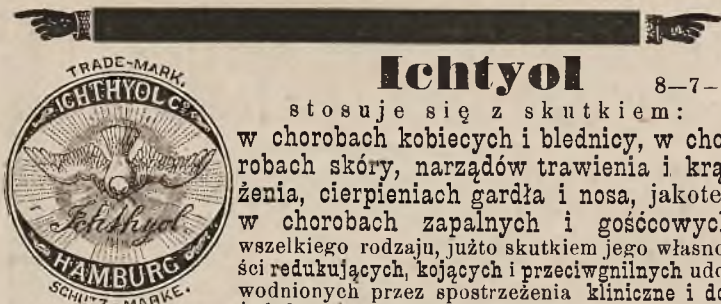 TRADE-MARK.
ICHTHYOL Co.
Ichthyol
HAMBURG
SCHUTZ-MARKE.
Ichtyol 8–7–
stosuje się z skutkiem:
w chorobach kobiecych i blednicy, w cho
robach skóry, narządów trawienia i krą
żenia, cierpieniach gardła i nosa, jakote
w chorobach zapalnych i gośćcowyc
wszelkiego rodzaju, jużto skutkiem jego własno
ści redukujących, kojących i przeciwgnilnych udo
wodnionych przez spostrzeżenia kliniczne i do